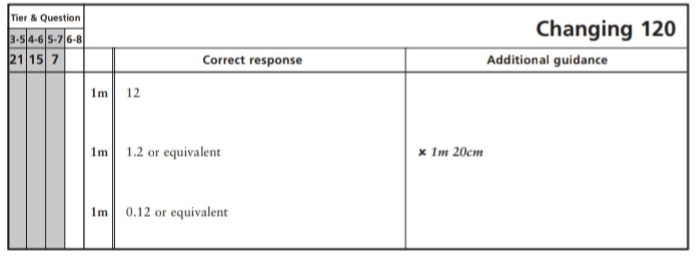 Tier & Question
Changing 120
3-5 4-6 5-7 6-8
21 15 7
Correct response
Additional guidance
1m 12
1m 1.2 or equivalent
× 1m 20cm
1m 0.12 or equivalent